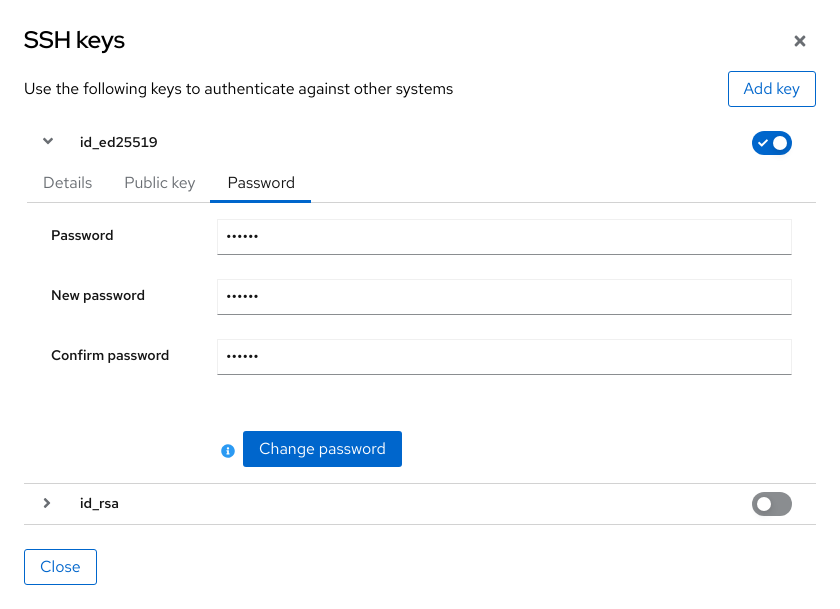 SSH keys
Use the following keys to authenticate against other systems
Add key
id_ed25519
Details Public key Password
Password ••••••
New password ••••••
Confirm password ••••••
Change password
id_rsa
Close